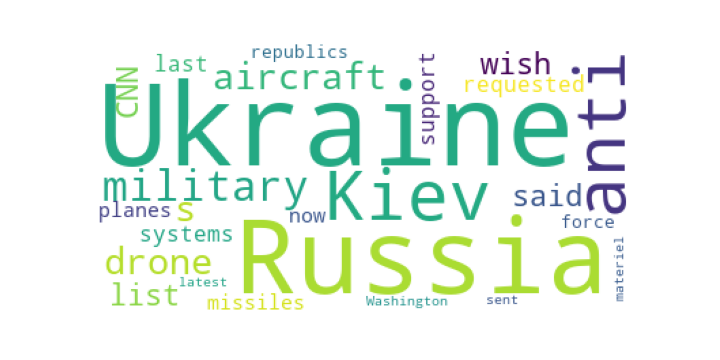 republics
last
CNN
aircraft
support
wish
requested
anti
Ukraine
military
Kiev
said
planes
s
now
force
systems
drone
Russia
materiel
list
latest
missiles
Washington
sent